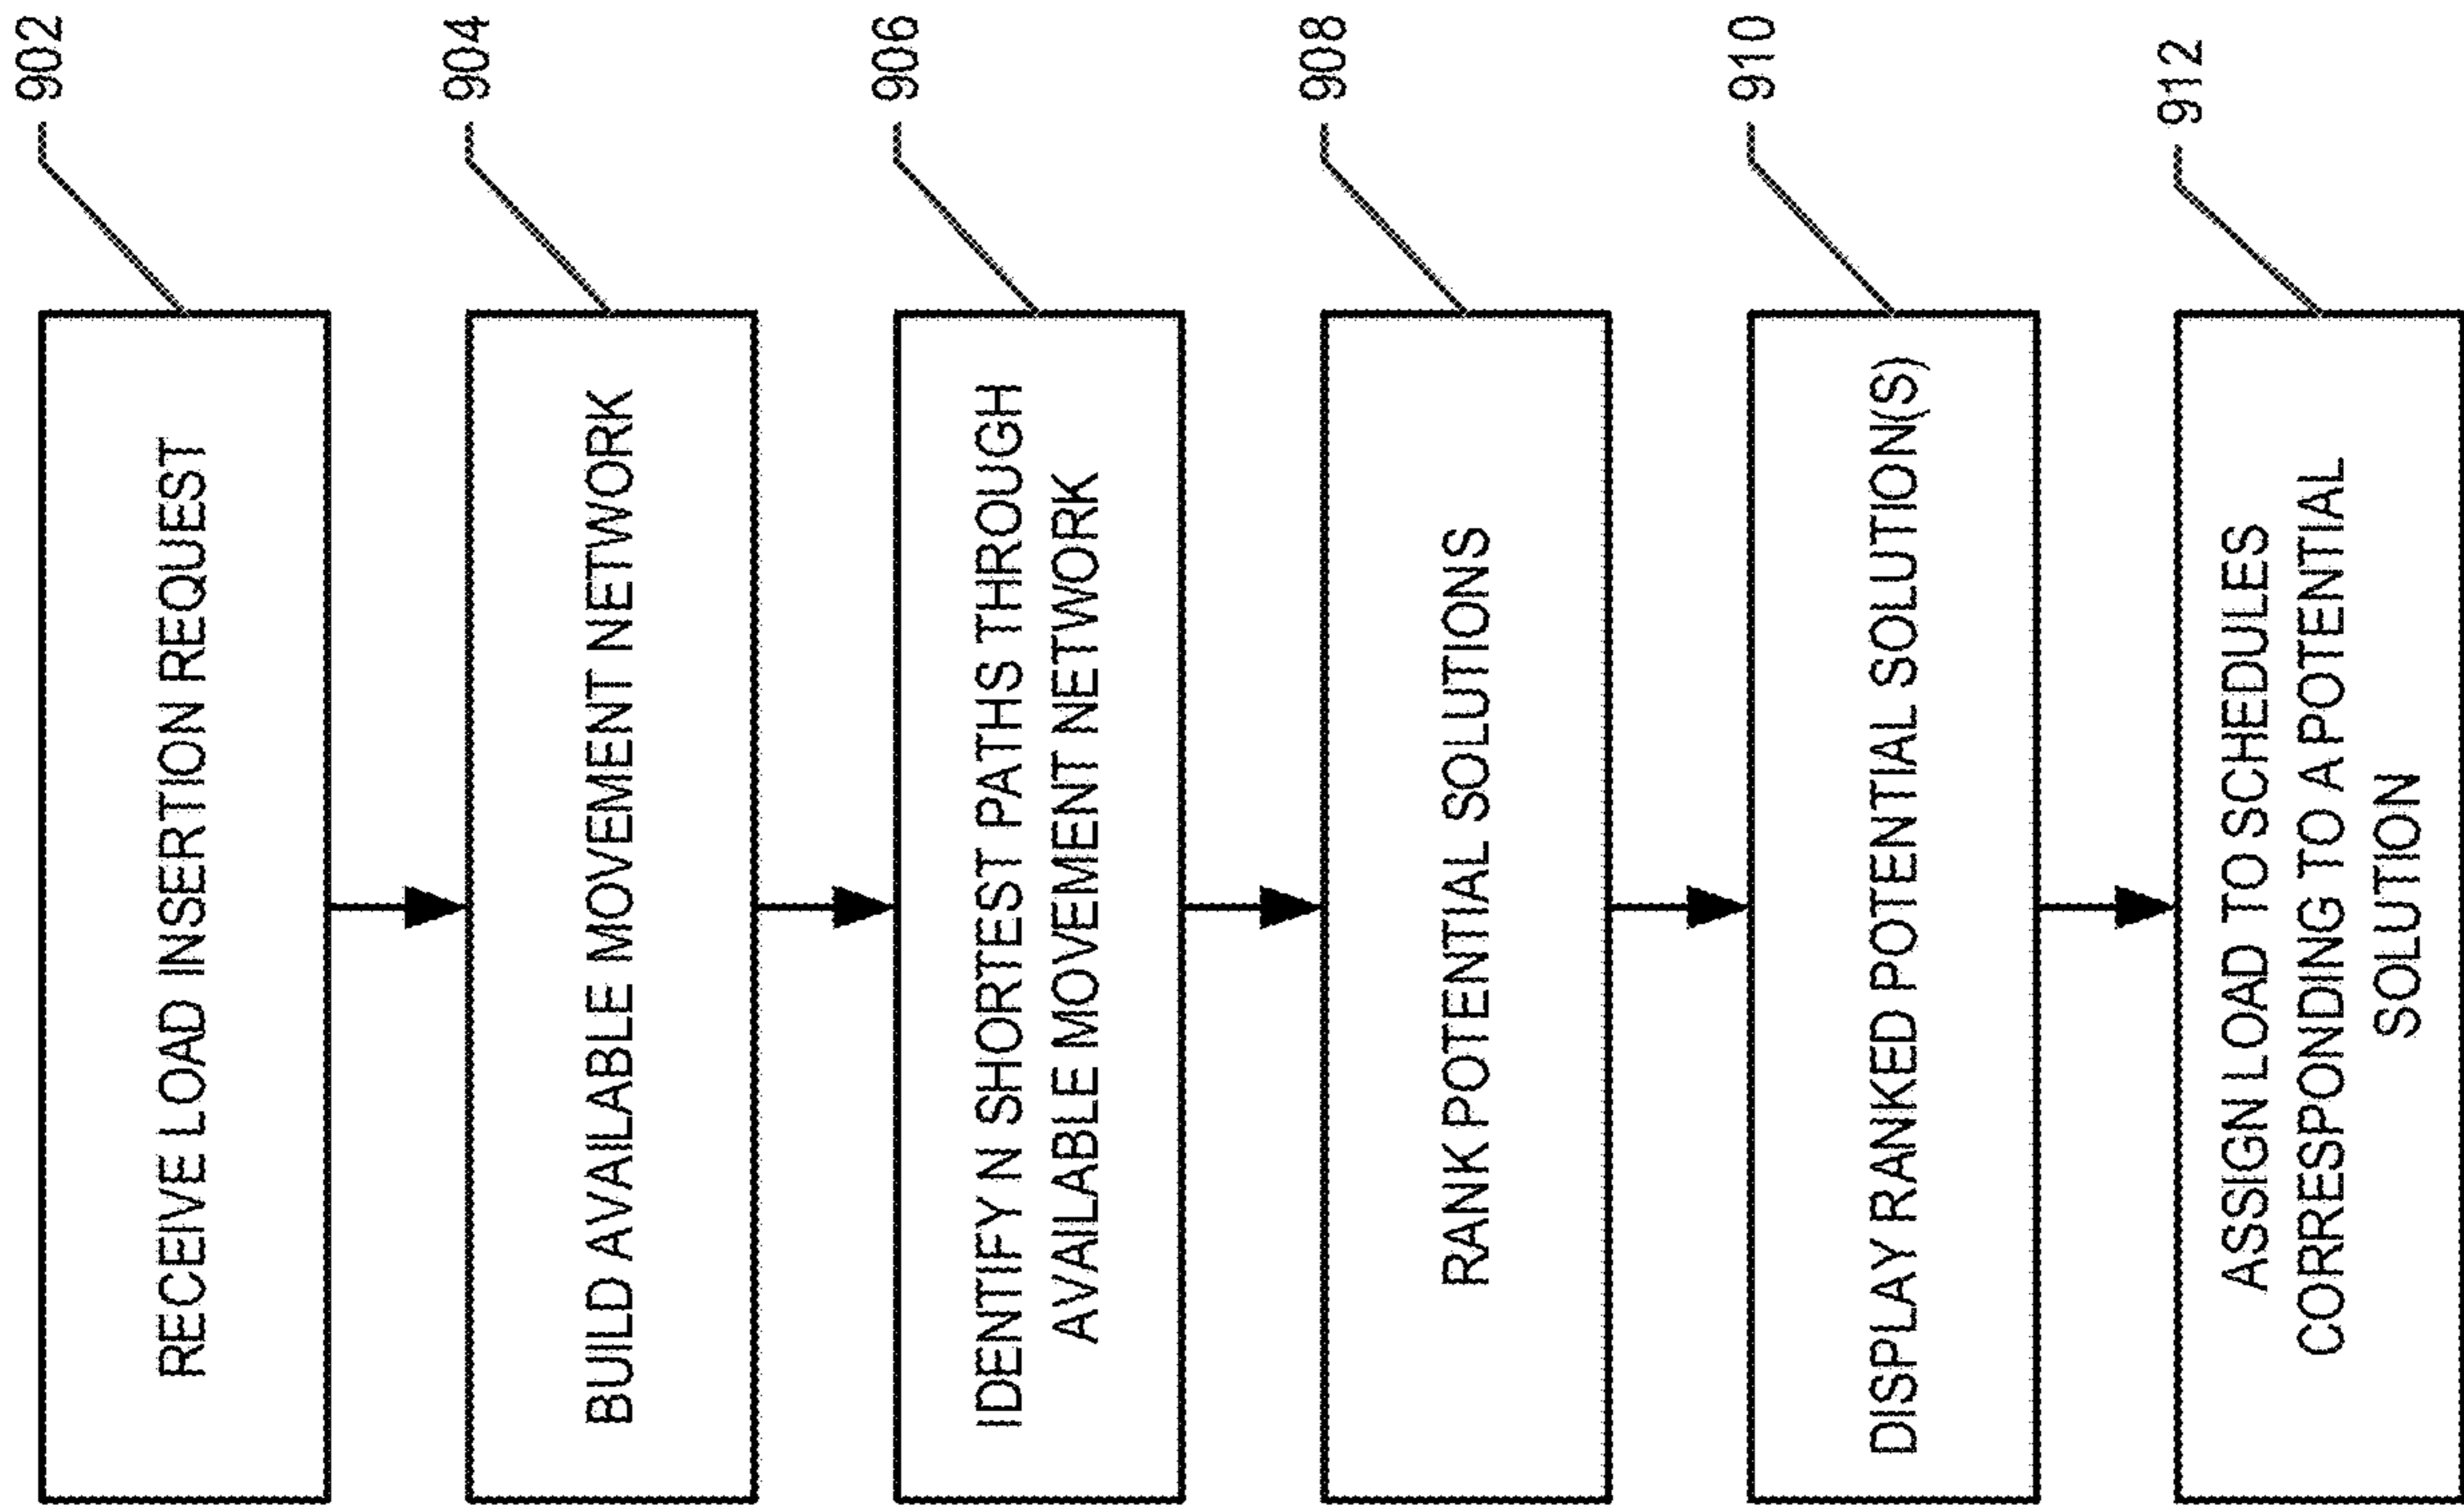 902
RECEIVE LOAD INSERTION REQUEST
904
BUILD AVAILABLE MOVEMENT NETWORK
906
IDENTIFY N SHORTEST PATHS THROUGH
AVAILABLE MOVEMENT NETWORK
908
RANK POTENTIAL SOLUTIONS
910
DISPLAY RANKED POTENTIAL SOLUTION(S)
912
ASSIGN LOAD TO SCHEDULES
CORRESPONDING TO A POTENTIAL
SOLUTION